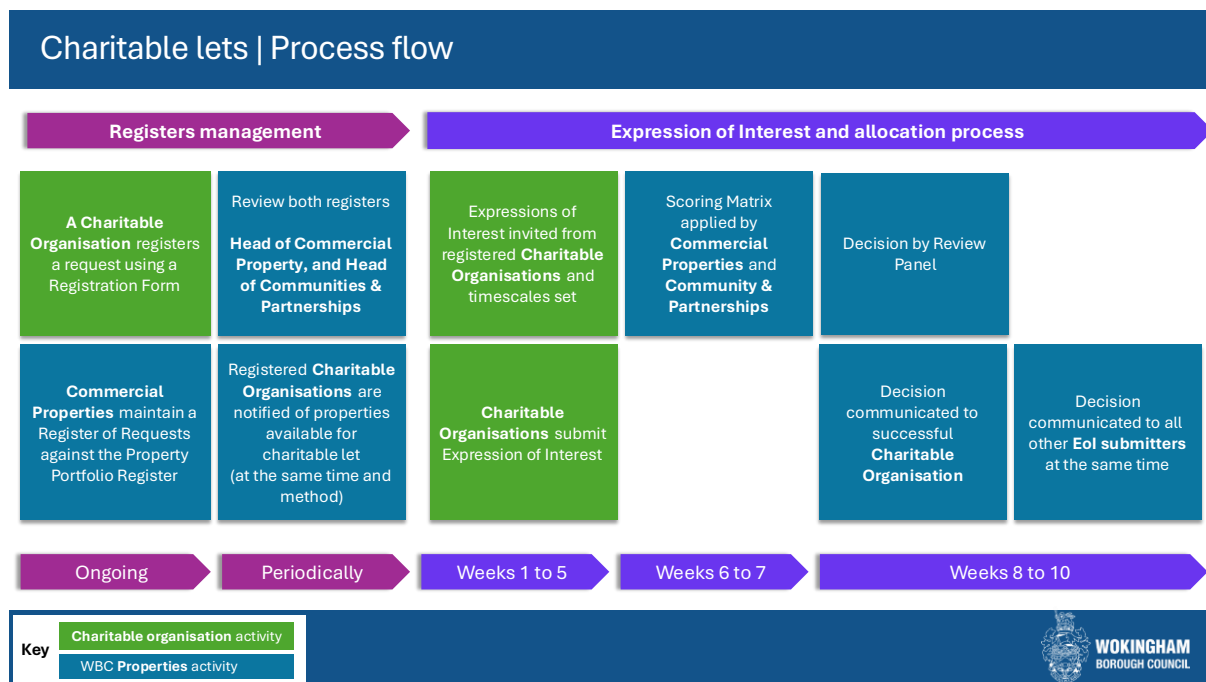 Charitable lets | Process flow
Registers management
Expression of Interest and allocation process
A Charitable
Organisation registers
a request using a
Registration Form
Review both registers
Head of Commercial
Property, and Head
of Communities &
Partnerships
Expressions of
Interest invited from
registered Charitable
Organisations and
timescales set
Scoring Matrix
applied by
Commercial
Properties and
Community &
Partnerships
Decision by Review
Panel
Commercial
Properties maintain a
Register of Requests
against the Property
Portfolio Register
Registered Charitable
Organisations are
notified of properties
available for
charitable let
(at the same time and
method)
Charitable
Organisations submit
Expression of Interest
Decision
communicated to
successful
Charitable
Organisation
Decision
communicated to all
other EoI submitters
at the same time
Ongoing
Periodically
Weeks 1 to 5
Weeks 6 to 7
Weeks 8 to 10
Key
Charitable organisation activity
WBC Properties activity
WOKINGHAM
BOROUGH COUNCIL